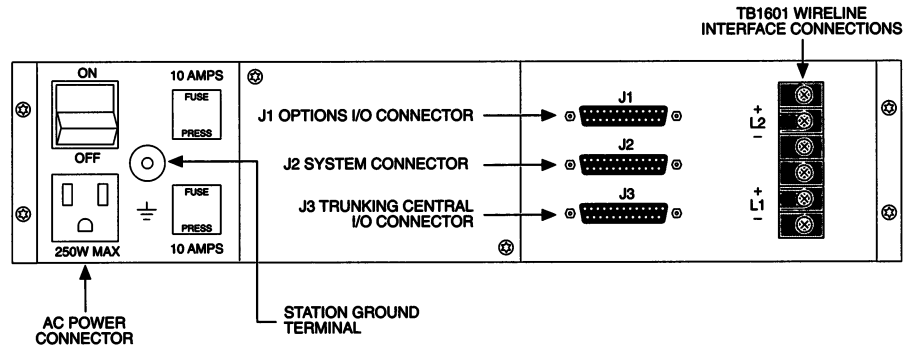 TB1601 WIRELINE
INTERFACE CONNECTIONS
ON
10 AMPS
FUSE
PRESS
OFF
J1 OPTIONS I/O CONNECTOR
J1
J2 SYSTEM CONNECTOR
J2
J3 TRUNKING CENTRAL
I/O CONNECTOR
J3
+
L2
-
+
L1
-
FUSE
PRESS
250W MAX
10 AMPS
AC POWER
CONNECTOR
STATION GROUND
TERMINAL